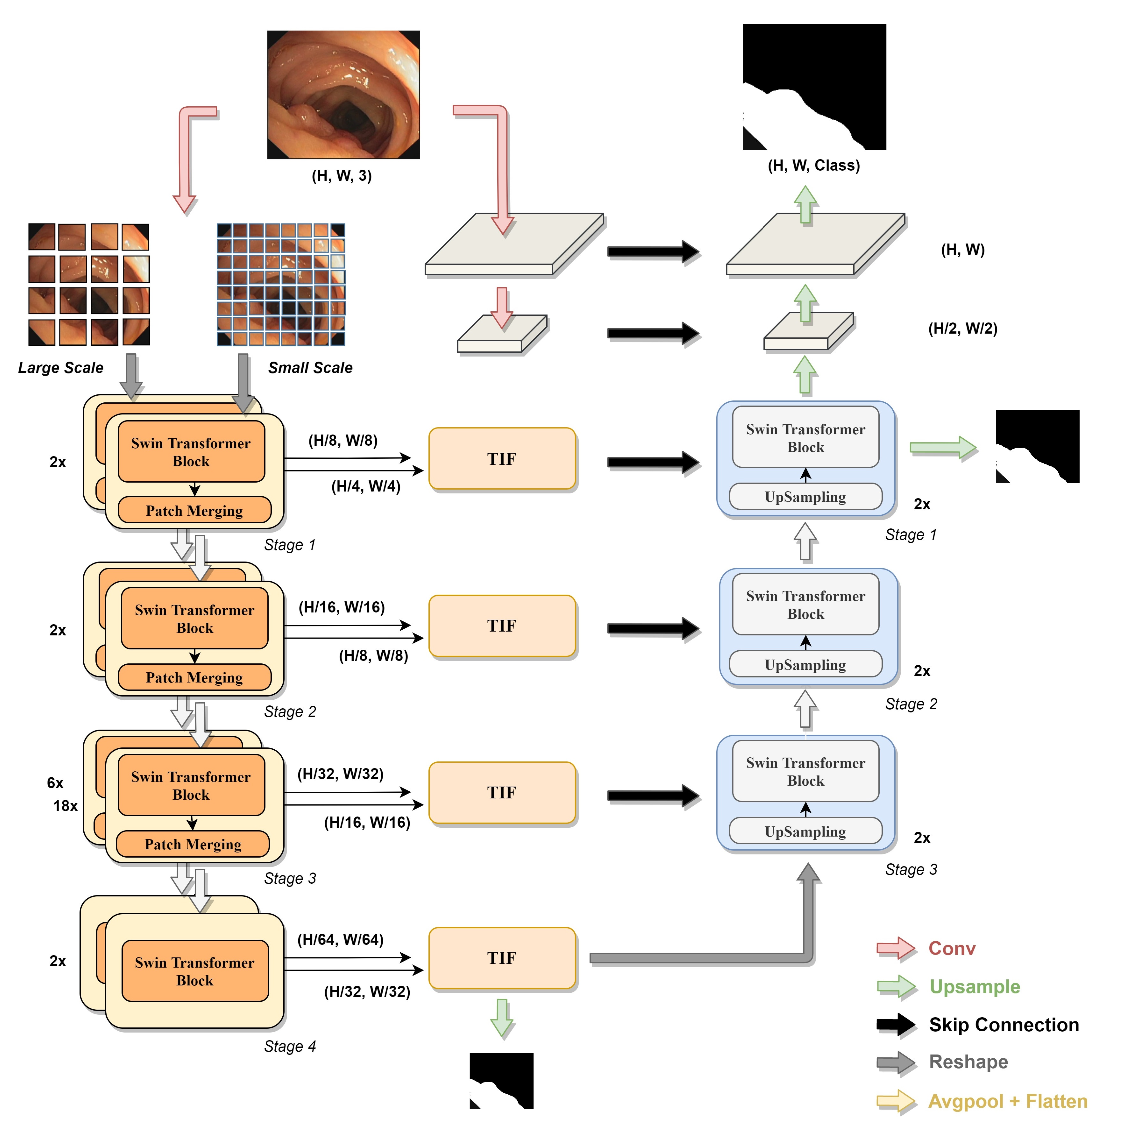 (H, W, 3)
(H, W, Class)
(H, W)
(H/2, W/2)
Large Scale
Small Scale
2x
Swin Transformer
Block
Patch Merging
Stage 1
(H/8, W/8)
(H/4, W/4)
TIF
Swin Transformer
Block
UpSampling
2x
Stage 1
2x
Swin Transformer
Block
Patch Merging
Stage 2
(H/16, W/16)
(H/8, W/8)
TIF
Swin Transformer
Block
UpSampling
2x
Stage 2
6x
18x
Swin Transformer
Block
Patch Merging
Stage 3
(H/32, W/32)
(H/16, W/16)
TIF
Swin Transformer
Block
UpSampling
2x
Stage 3
2x
Swin Transformer
Block
Stage 4
(H/64, W/64)
(H/32, W/32)
TIF
Conv
Upsample
Skip Connection
Reshape
Avgpool + Flatten